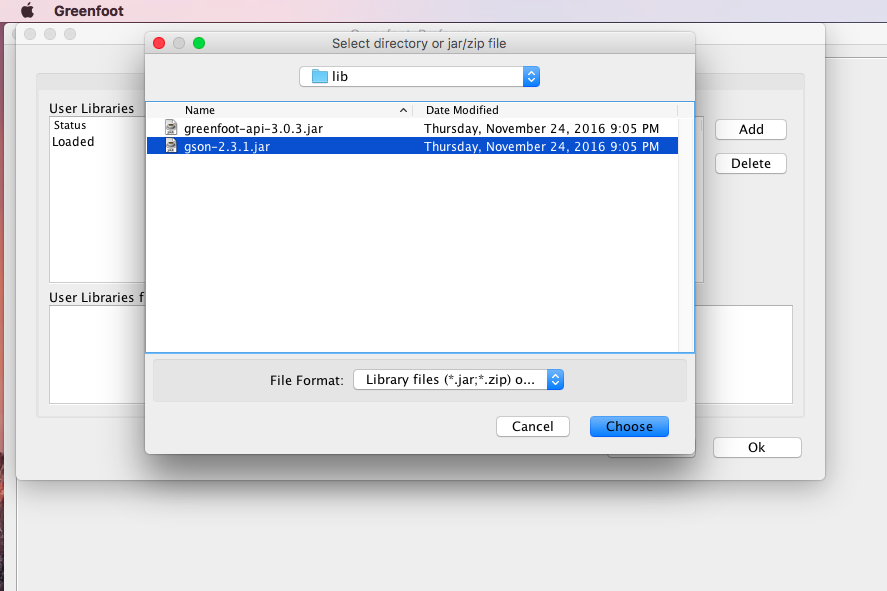 Greenfoot
Select directory or jar/zip file
lib
Name
Date Modified
greenfoot-api-3.0.3.jar
Thursday, November 24, 2016 9:05 PM
gson-2.3.1.jar
Thursday, November 24, 2016 9:05 PM
User Libraries
Status
Loaded
Add
Delete
User Libraries f
File Format:
Library files (*.jar;*.zip) o...
Cancel
Choose
Ok